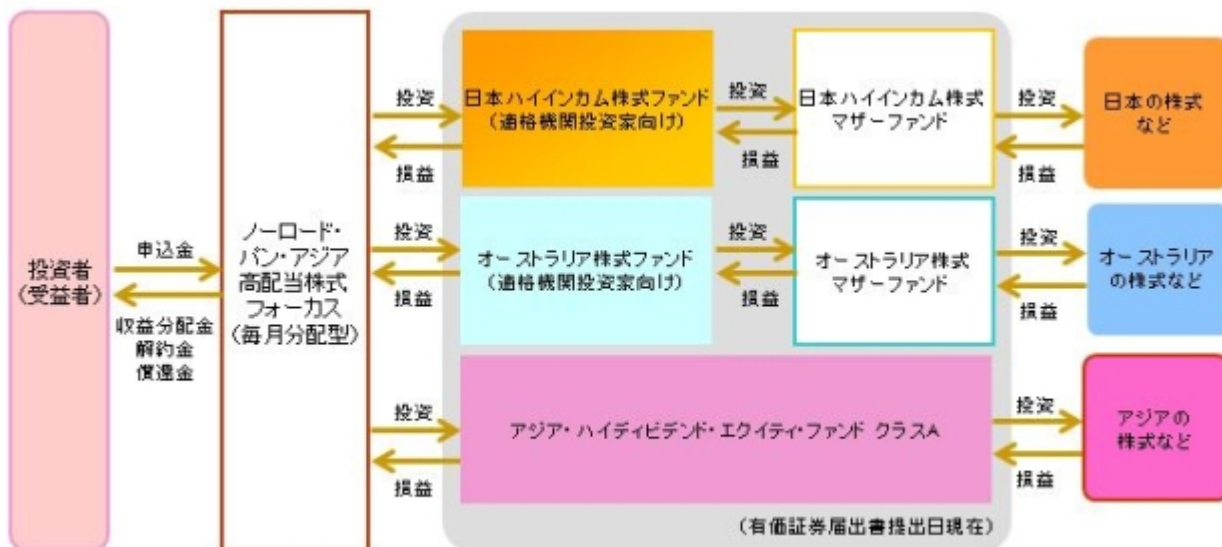 投資者
（受益者）
申込金
収益分配金
解約金
償還金
ノーロード・
パン・アジア
高配当株式
フォーカス
（毎月分配型）
投資
損益
日本ハイインカム株式ファンド
（適格機関投資家向け）
投資
損益
日本ハイインカム株式
マザーファンド
投資
損益
日本の株式
など
投資
損益
オーストラリア株式ファンド
（適格機関投資家向け）
投資
損益
オーストラリア株式
マザーファンド
投資
損益
オーストラリア
の株式など
投資
損益
アジア・ハイディビデンド・エクイティ・ファンド クラスA
投資
損益
アジアの
株式など
（有価証券届出書提出日現在）